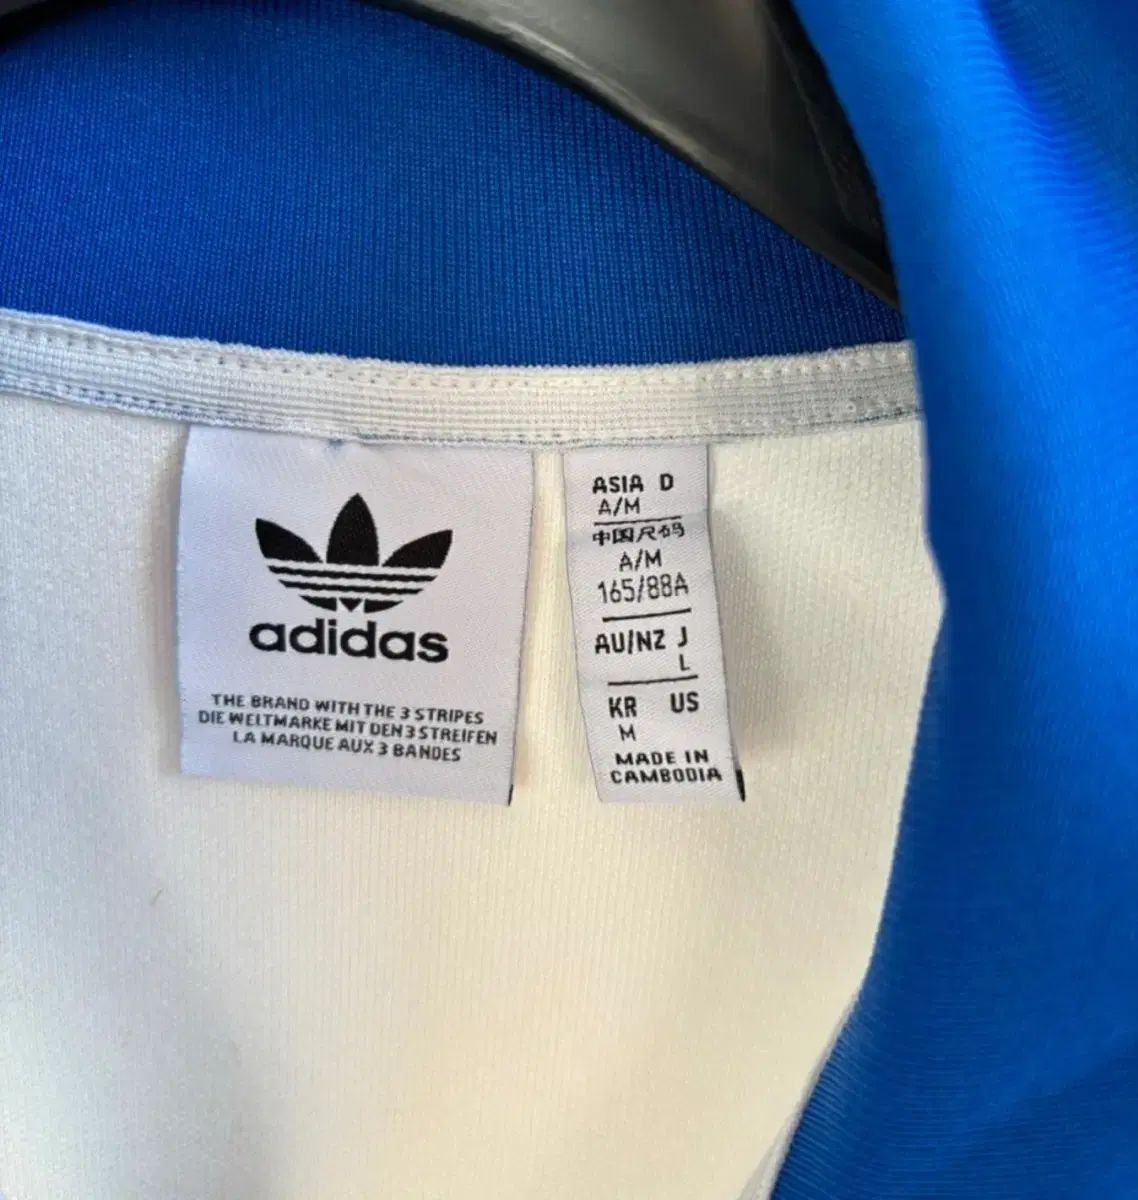 adidas
THE BRAND WITH THE 3 STRIPES
DIE WELTMARKE MIT DEN 3 STREIFEN
LA MARQUE AUX 3 BANDES
ASIA D
A/M
中国尺码
A/M
165/88A
AU/NZ J
L
KR US
M
MADE IN
CAMBODIA